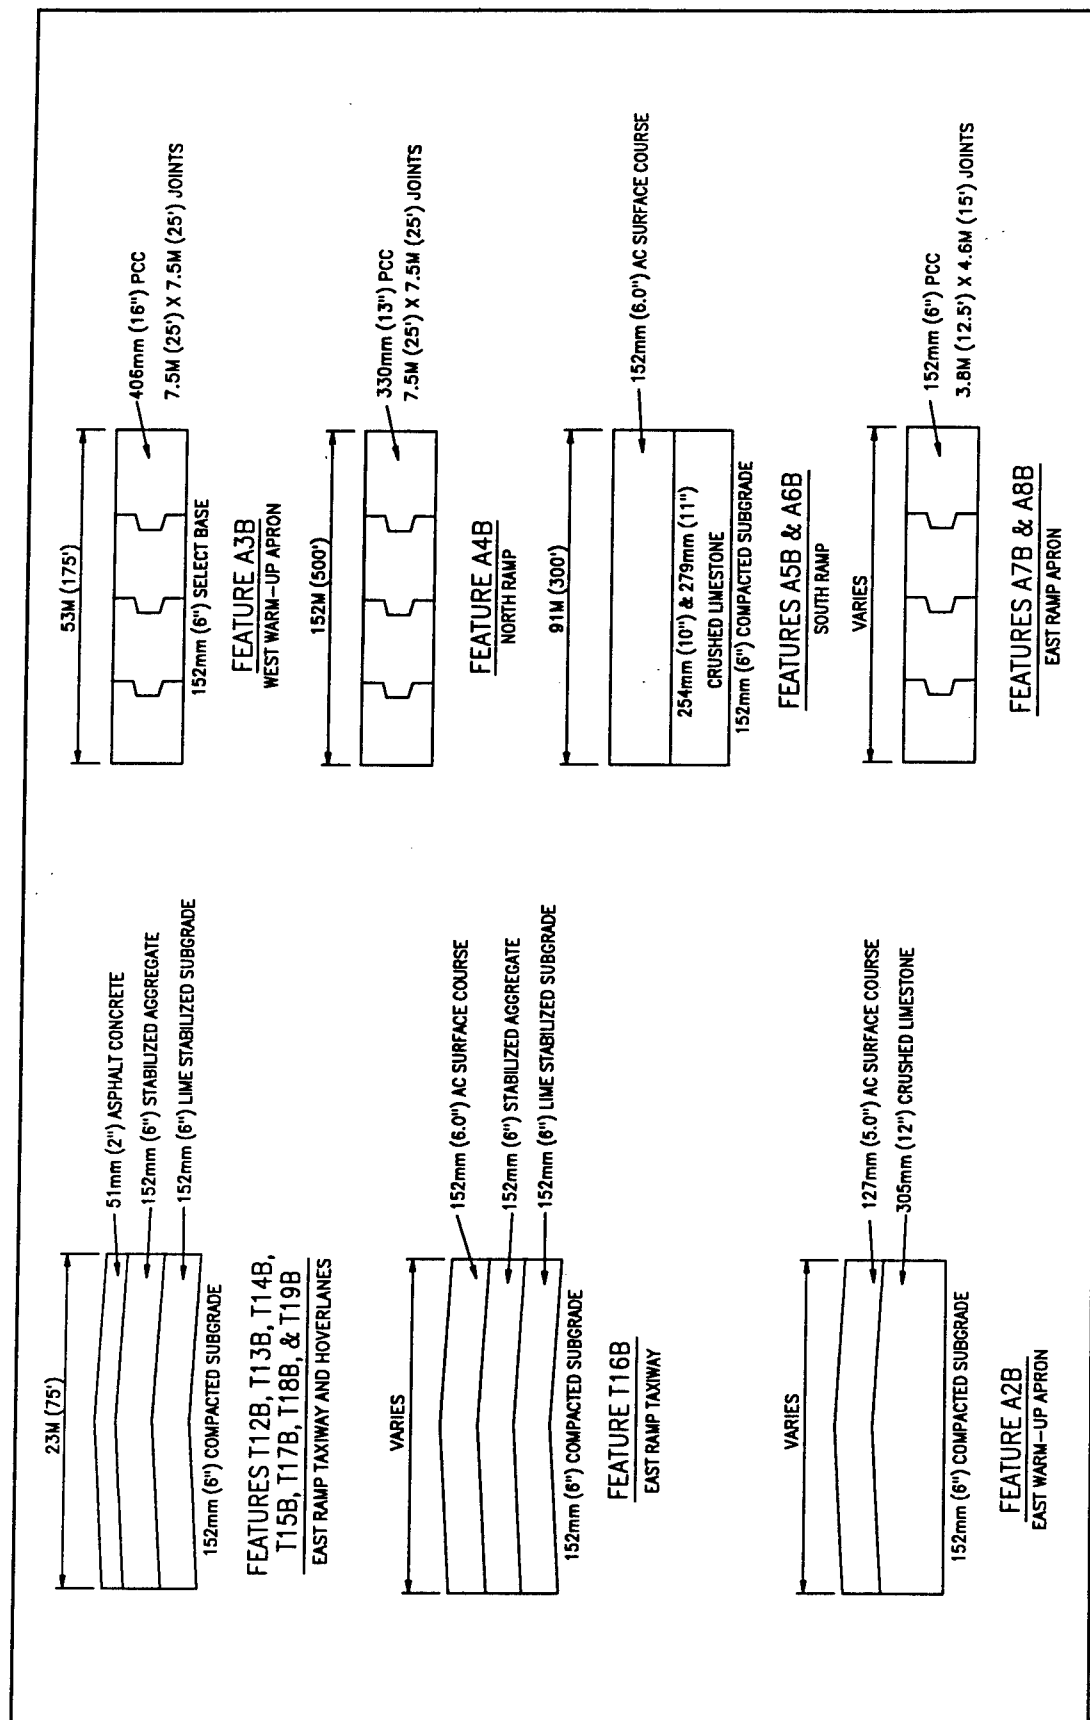 23M (75')
51mm (2") ASPHALT CONCRETE
152mm (6") STABILIZED AGGREGATE
152mm (6") LIME STABILIZED SUBGRADE
152mm (6") COMPACTED SUBGRADE
FEATURES T12B, T13B, T14B,
T15B, T17B, T18B, & T19B
EAST RAMP TAXIWAY AND HOVERLANES
VARIES
152mm (6.0") AC SURFACE COURSE
152mm (6") STABILIZED AGGREGATE
152mm (6") LIME STABILIZED SUBGRADE
152mm (6") COMPACTED SUBGRADE
FEATURE T16B
EAST RAMP TAXIWAY
VARIES
127mm (5.0") AC SURFACE COURSE
305mm (12") CRUSHED LIMESTONE
152mm (6") COMPACTED SUBGRADE
FEATURE A2B
EAST WARM-UP APRON
53M (175')
406mm (16") PCC
7.5M (25') X 7.5M (25') JOINTS
152mm (6") SELECT BASE
FEATURE A3B
WEST WARM-UP APRON
152M (500')
330mm (13") PCC
7.5M (25') X 7.5M (25') JOINTS
FEATURE A4B
NORTH RAMP
91M (300')
152mm (6.0") AC SURFACE COURSE
254mm (10") & 279mm (11")
CRUSHED LIMESTONE
152mm (6") COMPACTED SUBGRADE
FEATURES A5B & A6B
SOUTH RAMP
VARIES
152mm (6") PCC
3.8M (12.5') X 4.6M (15') JOINTS
FEATURES A7B & A8B
EAST RAMP APRON